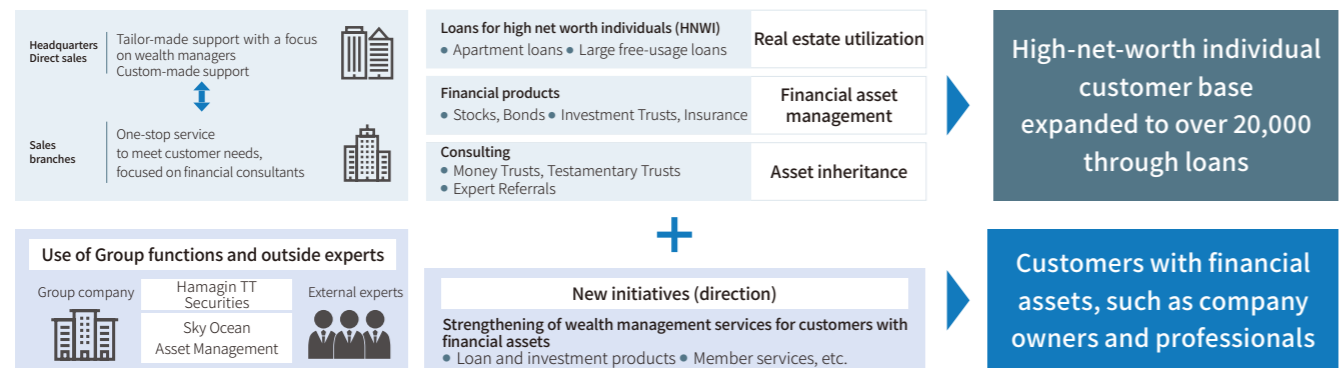 Headquarters
Direct sales
Tailor-made support with a focus
on wealth managers
Custom-made support
Sales
branches
One-stop service
to meet customer needs,
focused on financial consultants
Loans for high net worth individuals (HNWI)
● Apartment loans ● Large free-usage loans
Real estate utilization
Financial products
● Stocks, Bonds ● Investment Trusts, Insurance
Financial asset
management
Consulting
● Money Trusts, Testamentary Trusts
● Expert Referrals
Asset inheritance
High-net-worth individual
customer base
expanded to over 20,000
through loans
+
Use of Group functions and outside experts
Group company
Hamagin TT
Securities
Sky Ocean
Asset Management
External experts
New initiatives (direction)
Strengthening of wealth management services for customers with
financial assets
● Loan and investment products ● Member services, etc.
Customers with financial
assets, such as company
owners and professionals